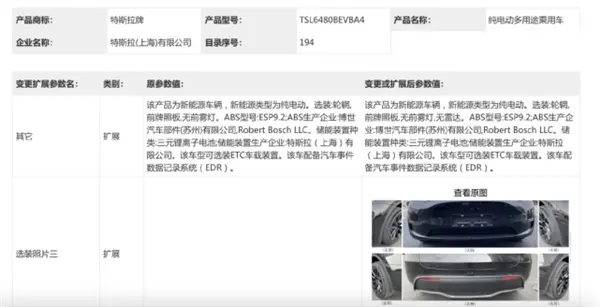 产品商标： 特斯拉牌 产品型号： TSL6480BEVBA4 产品名称： 纯电动多用途乘用车
企业名称： 特斯拉(上海)有限公司 目录序号： 194
变更扩展参数名： 类别： 原参数值： 变更或扩展后参数值：
其它 扩展
该产品为新能源车辆，新能源类型为纯电动。选装:轮辋,
前牌照板,无前雾灯。ABS型号:ESP9.2;ABS生产企业:博世
汽车部件(苏州)有限公司,Robert Bosch LLC。储能装置种
类:三元锂离子电池;储能装置生产企业:特斯拉（上海）有
限公司。该车型可选装ETC车载装置。该车配备汽车事件
数据记录系统（EDR）。
该产品为新能源车辆，新能源类型为纯电动。选装:轮辋,
前牌照板,无前雾灯,无雷达。ABS型号:ESP9.2;ABS生产企
业:博世汽车部件(苏州)有限公司,Robert Bosch LLC。储能
装置种类:三元锂离子电池;储能装置生产企业:特斯拉（上
海）有限公司。该车型可选装ETC车载装置。该车配
备汽车事件数据记录系统（EDR）。
选装照片三 扩展
查看原图